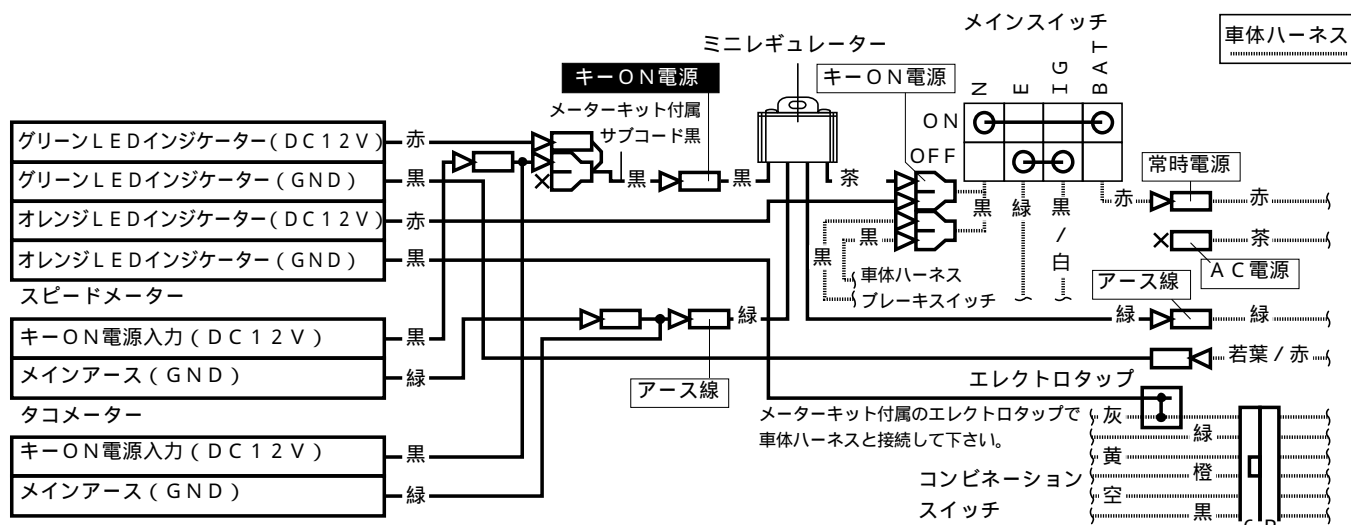 メインスイッチ
車体ハーネス
ミニレギュレーター
キーON電源
キーON電源
N
E
IG
BAT
メーターキット付属
サブコード黒
ON
OFF
グリーンLEDインジケーター(DC12V)
赤
グリーンLEDインジケーター(GND)
黒
オレンジLEDインジケーター(DC12V)
赤
オレンジLEDインジケーター(GND)
黒
×
黒
黒
茶
黒
黒
黒
緑
黒/白
車体ハーネス
ブレーキスイッチ
常時電源
赤
赤
×
茶
AC電源
アース線
緑
緑
若葉/赤
スピードメーター
キーON電源入力(DC12V)
黒
メインアース(GND)
緑
緑
アース線
タコメーター
キーON電源入力(DC12V)
黒
メインアース(GND)
緑
エレクトロタップ
メーターキット付属のエレクトロタップで
車体ハーネスと接続して下さい。
コンビネーション
スイッチ
灰
緑
黄
橙
空
黒